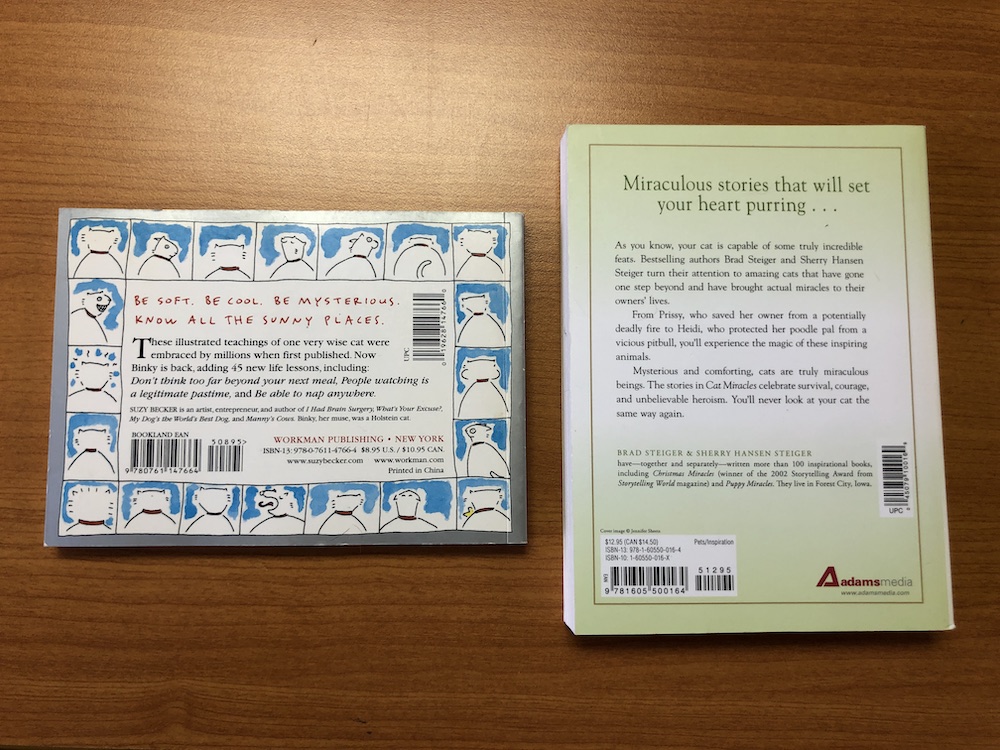 BE SOFT. BE COOL. BE MYSTERIOUS.
KNOW ALL THE SUNNY PLACES.
These illustrated teachings of one very wise cat were
embraced by millions when first published. Now
Binky is back, adding 45 new life lessons, including:
Don't think too far beyond your next meal, People watching is
a legitimate pastime, and Be able to nap anywhere.
SUZY BECKER is an artist, entrepreneur, and author of I Had Brain Surgery, What's Your Excuse?,
My Dog's the World's Best Dog, and Manny's Cows. Binky, her muse, was a Holstein cat.
BOOKLAND EAN
50895>
9 780761 147664
WORKMAN PUBLISHING • NEW YORK
ISBN-13: 978-0-7611-4766-4 $8.95 U.S. / $10.95 CAN.
www.suzybecker.com www.workman.com
Printed in China
UPC
0 19628 14766 0
Miraculous stories that will set
your heart purring . . .
As you know, your cat is capable of some truly incredible
feats. Bestselling authors Brad Steiger and Sherry Hansen
Steiger turn their attention to amazing cats that have gone
one step beyond and have brought actual miracles to their
owners' lives.
From Prissy, who saved her owner from a potentially
deadly fire to Heidi, who protected her poodle pal from a
vicious pitbull, you'll experience the magic of these inspiring
animals.
Mysterious and comforting, cats are truly miraculous
beings. The stories in Cat Miracles celebrate survival, courage,
and unbelievable heroism. You'll never look at your cat the
same way again.
BRAD STEIGER & SHERRY HANSEN STEIGER
have—together and separately—written more than 100 inspirational books,
including Christmas Miracles (winner of the 2002 Storytelling Award from
Storytelling World magazine) and Puppy Miracles. They live in Forest City, Iowa.
UPC
Cover image ©
$12.95 (CAN $14.50) Pets/Inspiration
ISBN-13: 978-1-60550-016-4
ISBN-10: 1-60550-016-X
51295
9 781605 500164
adamsmedia
www.adamsmedia.com